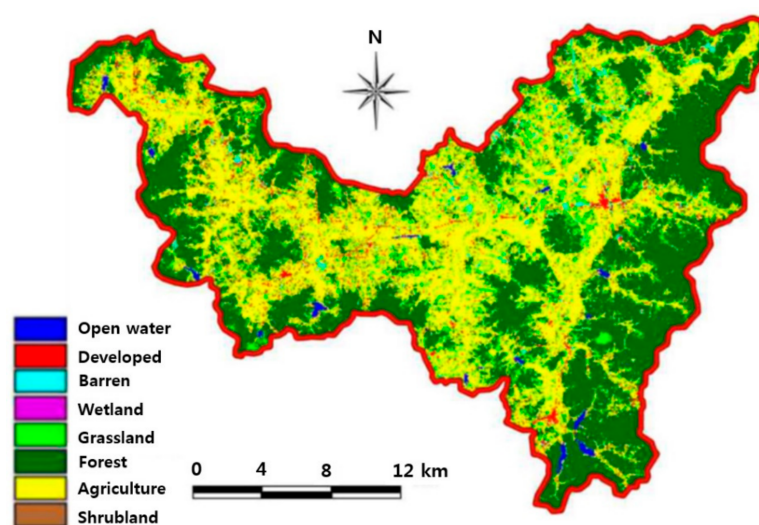 N
Open water
Developed
Barren
Wetland
Grassland
Forest
Agriculture
Shrubland
0 4 8 12 km